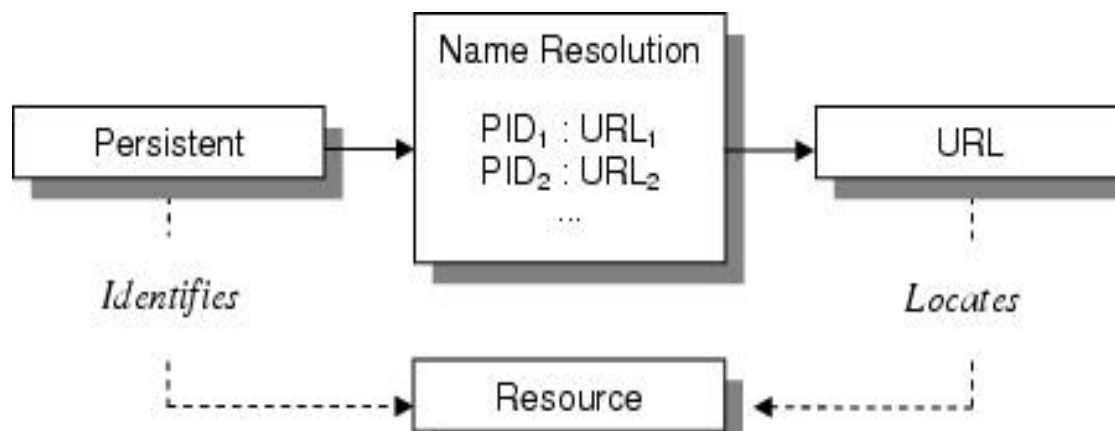 Name Resolution
Persistent
PID₁ : URL₁
URL
PID₂ : URL₂
...
Identifies
Locates
Resource